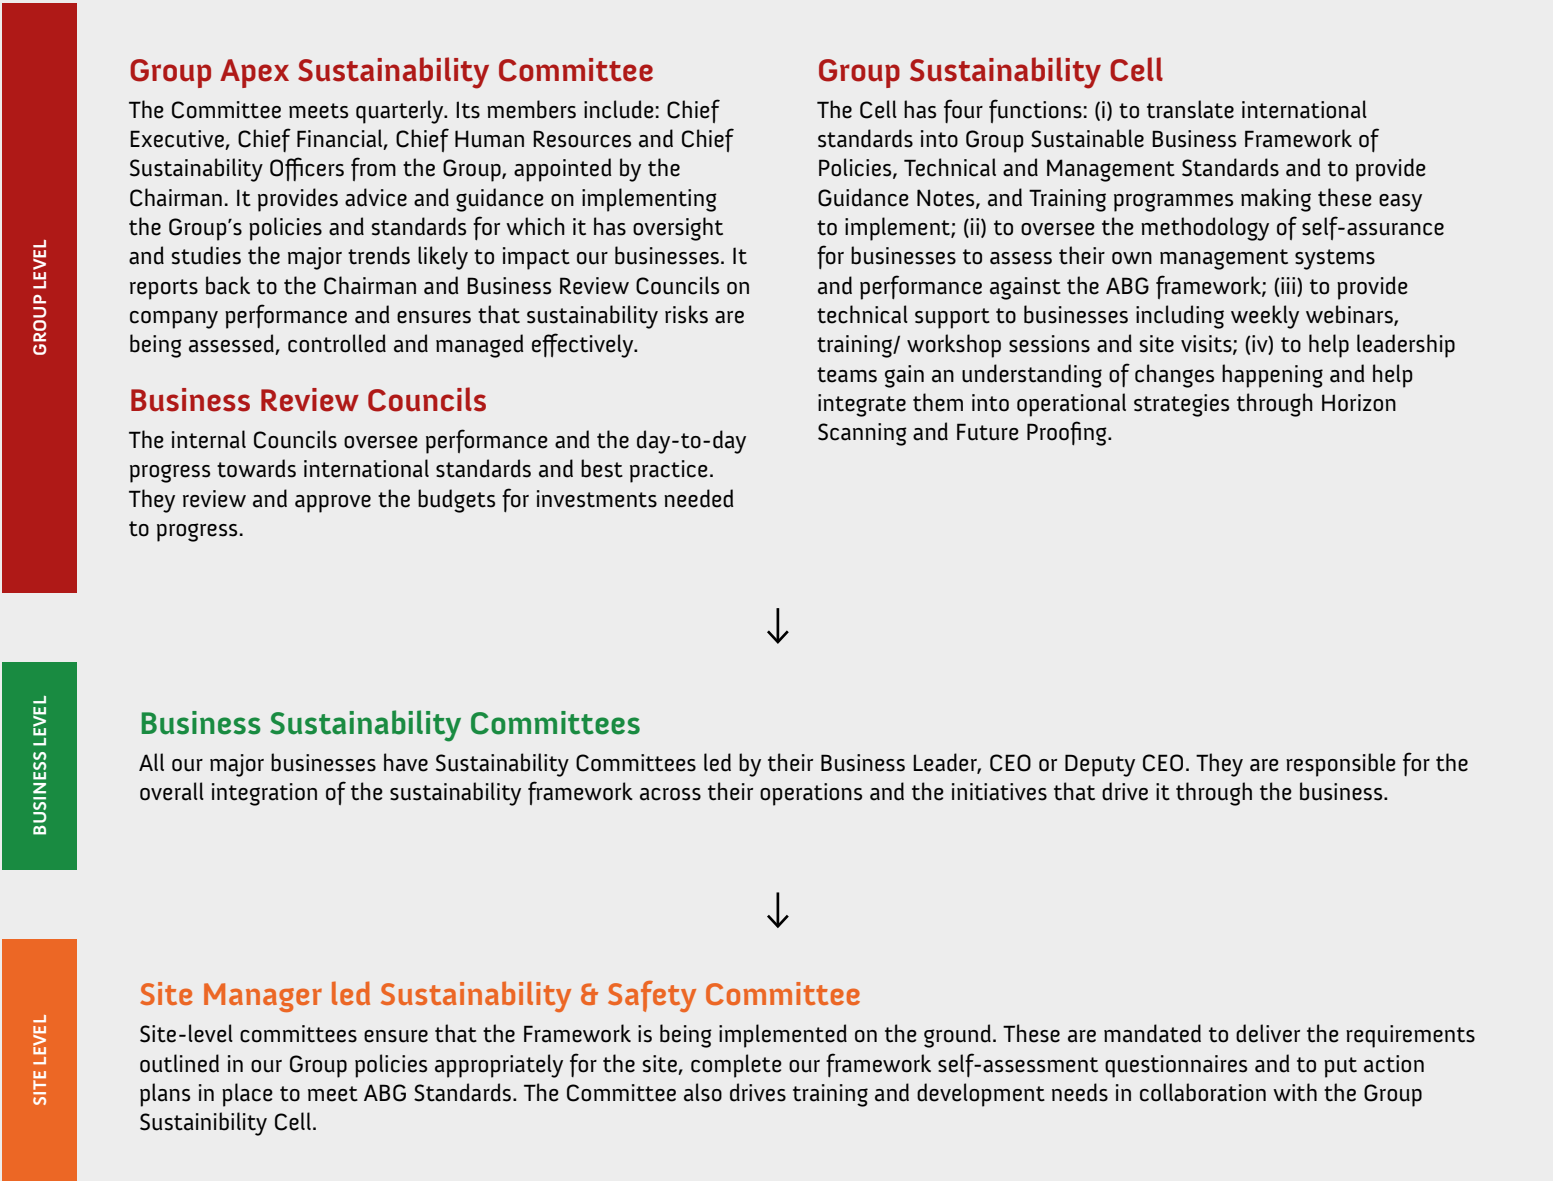 GROUP LEVEL
Group Apex Sustainability Committee
The Committee meets quarterly. Its members include: Chief
Executive, Chief Financial, Chief Human Resources and Chief
Sustainability Officers from the Group, appointed by the
Chairman. It provides advice and guidance on implementing
the Group’s policies and standards for which it has oversight
and studies the major trends likely to impact our businesses. It
reports back to the Chairman and Business Review Councils on
company performance and ensures that sustainability risks are
being assessed, controlled and managed effectively.
Business Review Councils
The internal Councils oversee performance and the day-to-day
progress towards international standards and best practice.
They review and approve the budgets for investments needed
to progress.
Group Sustainability Cell
The Cell has four functions: (i) to translate international
standards into Group Sustainable Business Framework of
Policies, Technical and Management Standards and to provide
Guidance Notes, and Training programmes making these easy
to implement; (ii) to oversee the methodology of self-assurance
for businesses to assess their own management systems
and performance against the ABG framework; (iii) to provide
technical support to businesses including weekly webinars,
training/ workshop sessions and site visits; (iv) to help leadership
teams gain an understanding of changes happening and help
integrate them into operational strategies through Horizon
Scanning and Future Proofing.
BUSINESS LEVEL
Business Sustainability Committees
All our major businesses have Sustainability Committees led by their Business Leader, CEO or Deputy CEO. They are responsible for the
overall integration of the sustainability framework across their operations and the initiatives that drive it through the business.
SITE LEVEL
Site Manager led Sustainability & Safety Committee
Site-level committees ensure that the Framework is being implemented on the ground. These are mandated to deliver the requirements
outlined in our Group policies appropriately for the site, complete our framework self-assessment questionnaires and to put action
plans in place to meet ABG Standards. The Committee also drives training and development needs in collaboration with the Group
Sustainibility Cell.